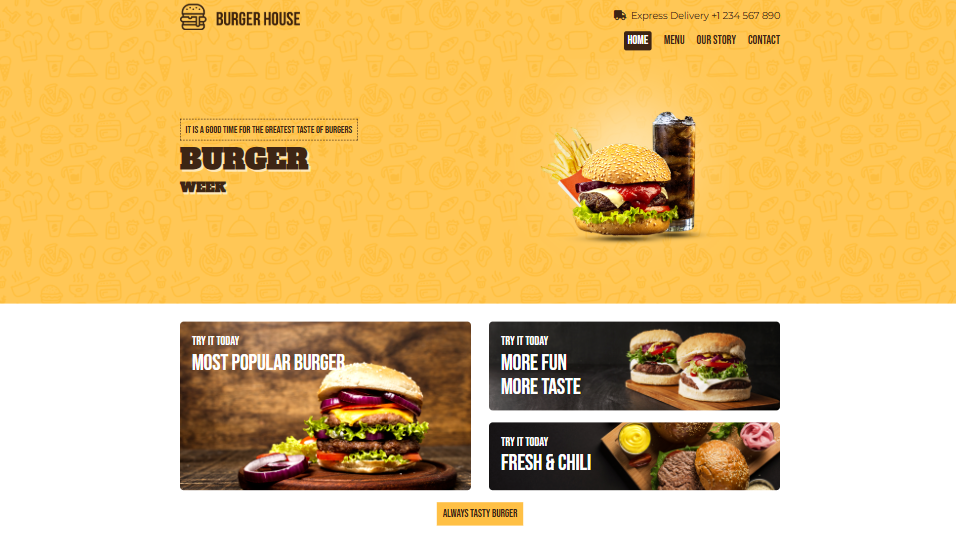 BURGER HOUSE
Express Delivery +1 234 567 890
HOME MENU OUR STORY CONTACT
IT IS A GOOD TIME FOR THE GREATEST TASTE OF BURGERS
BURGER
WEEK
TRY IT TODAY
MOST POPULAR BURGER
TRY IT TODAY
MORE FUN
MORE TASTE
TRY IT TODAY
FRESH & CHILI
ALWAYS TASTY BURGER